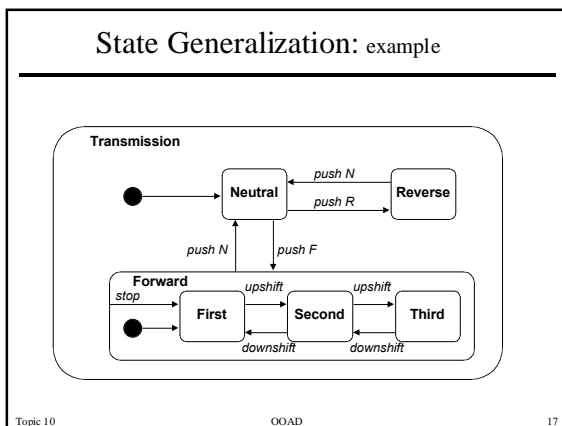 State Generalization: example
Transmission
push N
Neutral
Reverse
push R
push N
push F
Forward
stop
upshift
upshift
First
Second
Third
downshift
downshift
Topic 10
OOAD
17